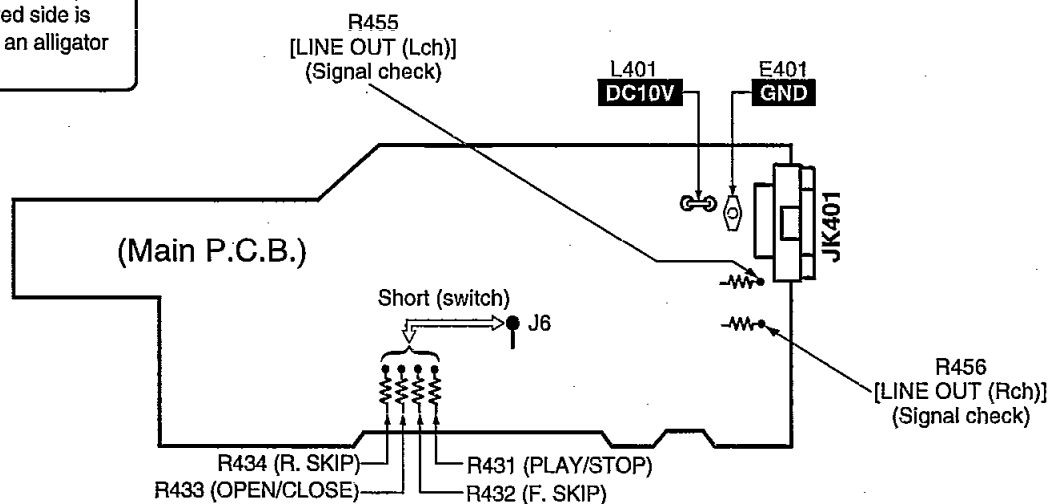 ed side is
an alligator
R455
[LINE OUT (Lch)]
(Signal check)
L401
DC10V
E401
GND
JK401
(Main P.C.B.)
Short (switch)
J6
R456
[LINE OUT (Rch)]
(Signal check)
R434 (R. SKIP)
R431 (PLAY/STOP)
R433 (OPEN/CLOSE)
R432 (F. SKIP)